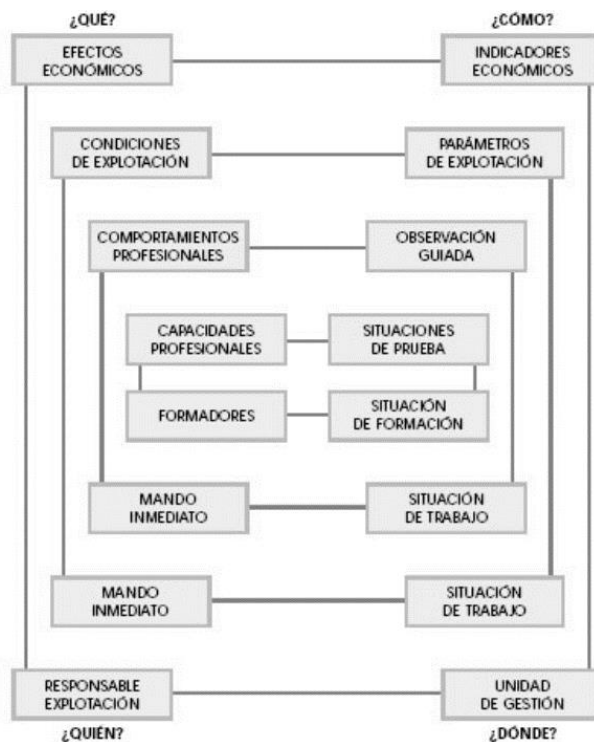 ¿QUÉ?
¿CÓMO?
EFECTOS
ECONÓMICOS
INDICADORES
ECONÓMICOS
CONDICIONES
DE EXPLOTACIÓN
PARÁMETROS
DE EXPLOTACIÓN
COMPORTAMIENTOS
PROFESIONALES
OBSERVACIÓN
GUIADA
CAPACIDADES
PROFESIONALES
SITUACIONES
DE PRUEBA
FORMADORES
SITUACIÓN
DE FORMACIÓN
MANDO
INMEDIATO
SITUACIÓN
DE TRABAJO
MANDO
INMEDIATO
SITUACIÓN
DE TRABAJO
RESPONSABLE
EXPLOTACIÓN
UNIDAD
DE GESTIÓN
¿QUIÉN?
¿DÓNDE?